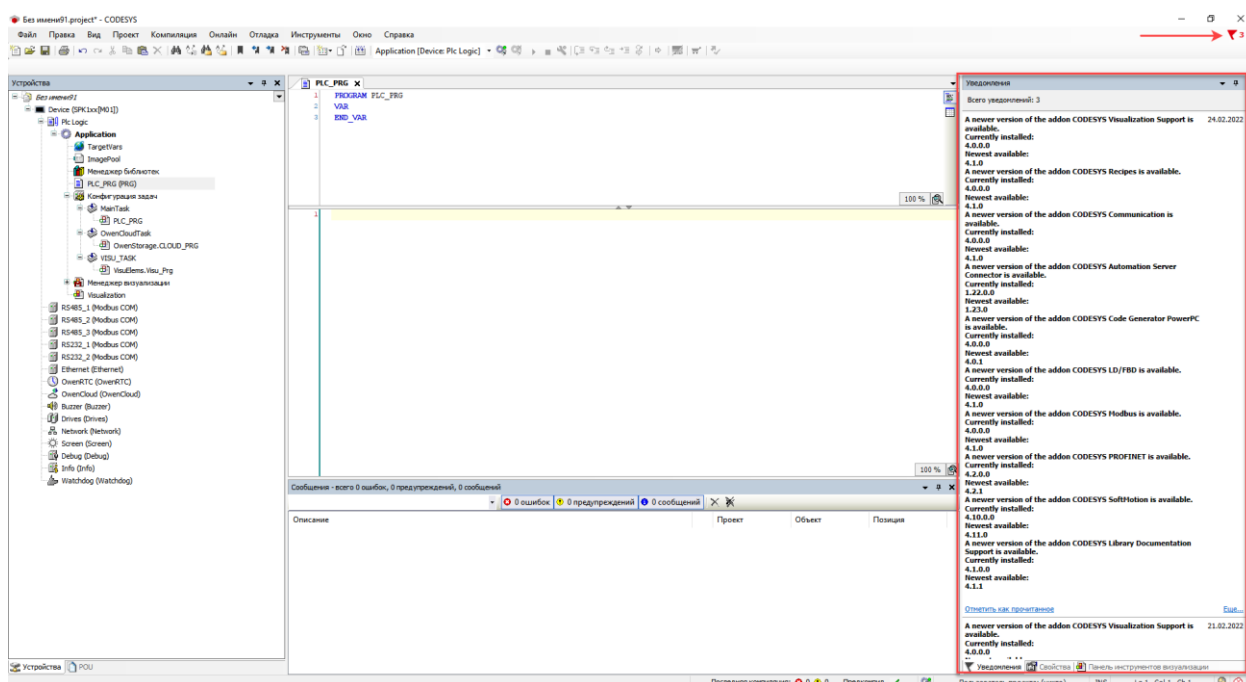 Без имени91.project* - CODESYS
Файл Правка Вид Проект Компиляция Онлайн Отладка Инструменты Окно Справка
3
Application [Device: Plc Logic]
Устройства
Без имени91
Device (SPK1xx[M01])
Plc Logic
Application
TargetVars
ImagePool
Менеджер библиотек
PLC_PRG (PRG)
Конфигурация задач
MainTask
PLC_PRG
OwenCloudTask
OwenStorage.CLOUD_PRG
VISU_TASK
VisuElems.Visu_Prg
Менеджер визуализации
Visualization
RS485_1 (Modbus COM)
RS485_2 (Modbus COM)
RS485_3 (Modbus COM)
RS232_1 (Modbus COM)
RS232_2 (Modbus COM)
Ethernet (Ethernet)
OwenRTC (OwenRTC)
OwenCloud (OwenCloud)
Buzzer (Buzzer)
Drives (Drives)
Network (Network)
Screen (Screen)
Debug (Debug)
Info (Info)
Watchdog (Watchdog)
Устройства POU
PLC_PRG
1 PROGRAM PLC_PRG
2 VAR
3 END_VAR
100 %
1
100 %
Сообщения - всего 0 ошибок, 0 предупреждений, 0 сообщений
0 ошибок 0 предупреждений 0 сообщений
Описание Проект Объект Позиция
Уведомления
Всего уведомлений: 3
A newer version of the addon CODESYS Visualization Support is 24.02.2022
available.
Currently installed:
4.0.0.0
Newest available:
4.1.0
A newer version of the addon CODESYS Recipes is available.
Currently installed:
4.0.0.0
Newest available:
4.1.0
A newer version of the addon CODESYS Communication is
available.
Currently installed:
4.0.0.0
Newest available:
4.1.0
A newer version of the addon CODESYS Automation Server
Connector is available.
Currently installed:
1.22.0.0
Newest available:
1.23.0
A newer version of the addon CODESYS Code Generator PowerPC
is available.
Currently installed:
4.0.0.0
Newest available:
4.0.1
A newer version of the addon CODESYS LD/FBD is available.
Currently installed:
4.0.0.0
Newest available:
4.1.0
A newer version of the addon CODESYS Modbus is available.
Currently installed:
4.0.0.0
Newest available:
4.1.0
A newer version of the addon CODESYS PROFINET is available.
Currently installed:
4.2.0.0
Newest available:
4.2.1
A newer version of the addon CODESYS SoftMotion is available.
Currently installed:
4.10.0.0
Newest available:
4.11.0
A newer version of the addon CODESYS Library Documentation
Support is available.
Currently installed:
4.1.0.0
Newest available:
4.1.1
Отметить как прочитанное Еще...
A newer version of the addon CODESYS Visualization Support is 21.02.2022
available.
Currently installed:
4.0.0.0
Уведомления Свойства Панель инструментов визуализации